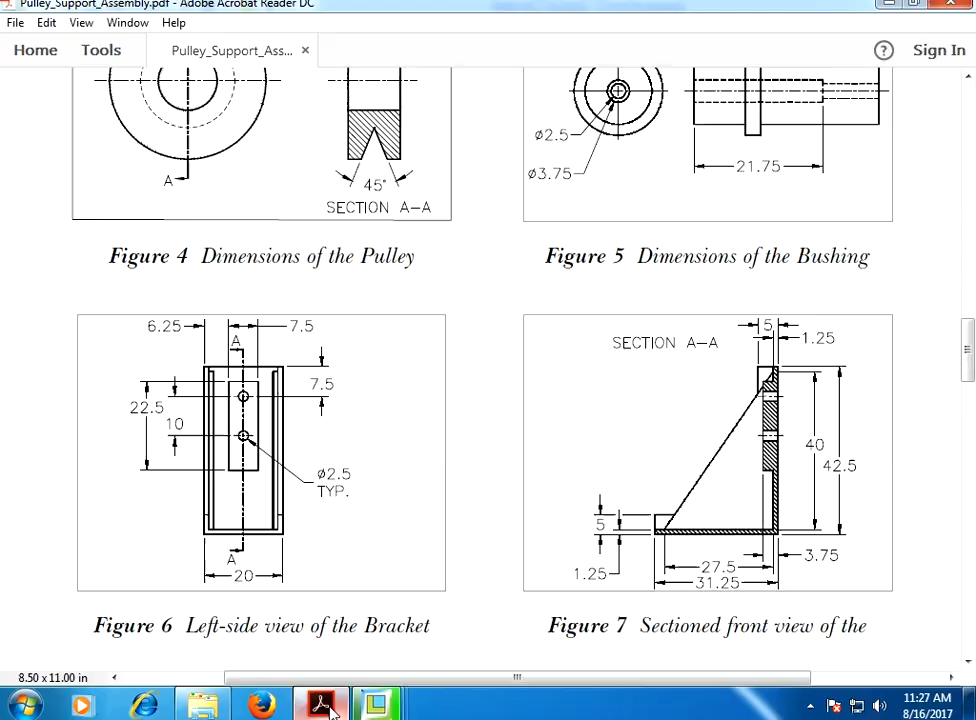 Pulley_Support_Assembly.pdf - Adobe Acrobat Reader DC
File Edit View Window Help
Home Tools Pulley_Support_Ass... × ? Sign In
A
45°
SECTION A-A
ø2.5
ø3.75
21.75
Figure 4 Dimensions of the Pulley
Figure 5 Dimensions of the Bushing
6.25
7.5
A
7.5
22.5
10
ø2.5
TYP.
A
20
SECTION A-A
5
1.25
40
42.5
5
3.75
1.25
27.5
31.25
Figure 6 Left-side view of the Bracket
Figure 7 Sectioned front view of the
8.50 x 11.00 in
11:27 AM
8/16/2017